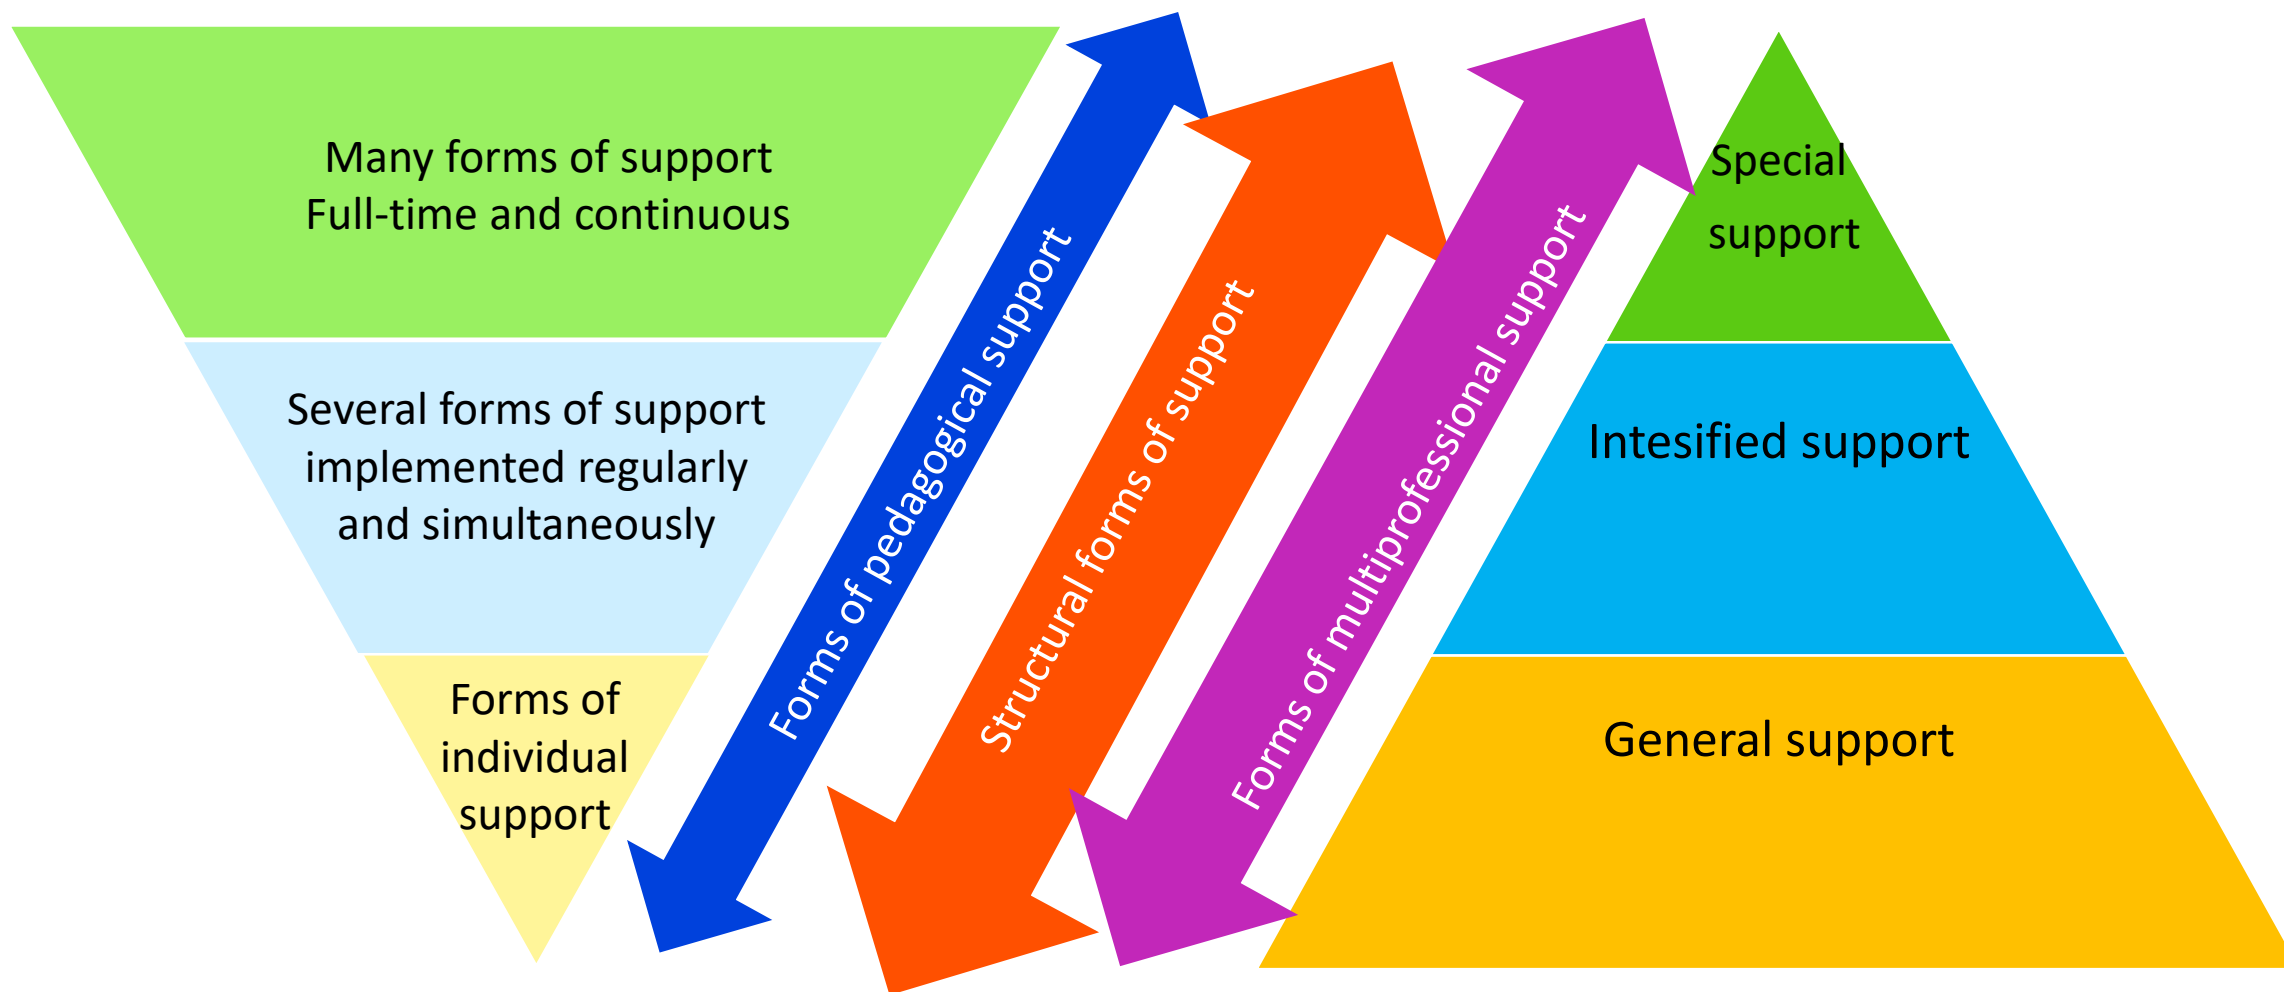 Many forms of support
Full-time and continuous
Several forms of support
implemented regularly
and simultaneously
Forms of
individual
support
Forms of pedagogical support
Structural forms of support
Forms of multiprofessional support
Special
support
Intesified support
General support